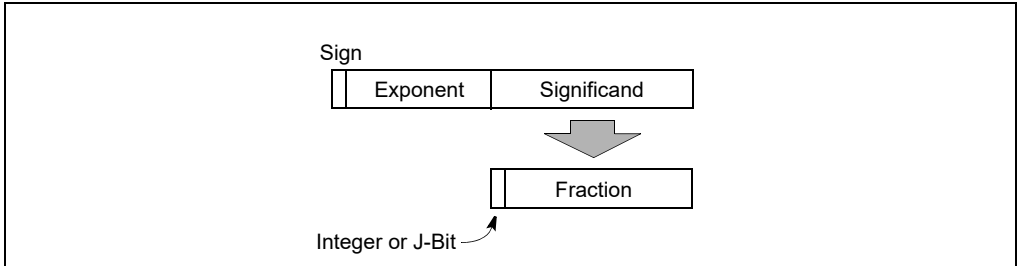 Sign
Exponent Significand
Fraction
Integer or J-Bit